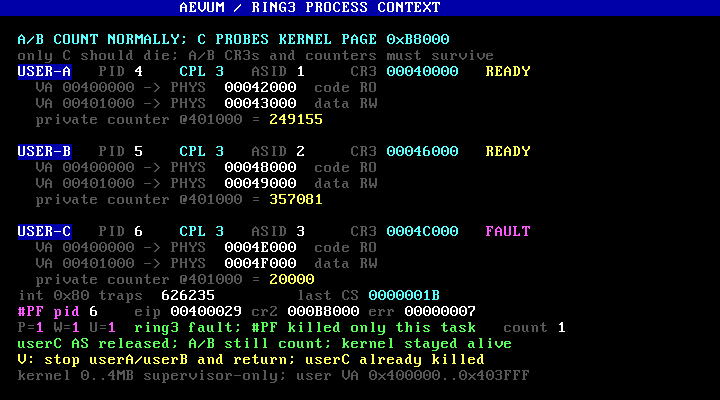 AEVUM / RING3 PROCESS CONTEXT
A/B COUNT NORMALLY; C PROBES KERNEL PAGE 0xB8000
only C should die; A/B CR3s and counters must survive
USER-A PID 4 CPL 3 ASID 1 CR3 00040000 READY
VA 00400000 -> PHYS 00042000 code RO
VA 00401000 -> PHYS 00043000 data RW
private counter @401000 = 249155
USER-B PID 5 CPL 3 ASID 2 CR3 00046000 READY
VA 00400000 -> PHYS 00048000 code RO
VA 00401000 -> PHYS 00049000 data RW
private counter @401000 = 357081
USER-C PID 6 CPL 3 ASID 3 CR3 0004C000 FAULT
VA 00400000 -> PHYS 0004E000 code RO
VA 00401000 -> PHYS 0004F000 data RW
private counter @401000 = 20000
int 0x80 traps 626235 last CS 0000001B
#PF pid 6 eip 00400029 cr2 000B8000 err 00000007
P=1 W=1 U=1 ring3 fault; #PF killed only this task count 1
userC AS released; A/B still count; kernel stayed alive
V: stop userA/userB and return; userC already killed
kernel 0..4MB supervisor-only; user VA 0x400000..0x403FFF